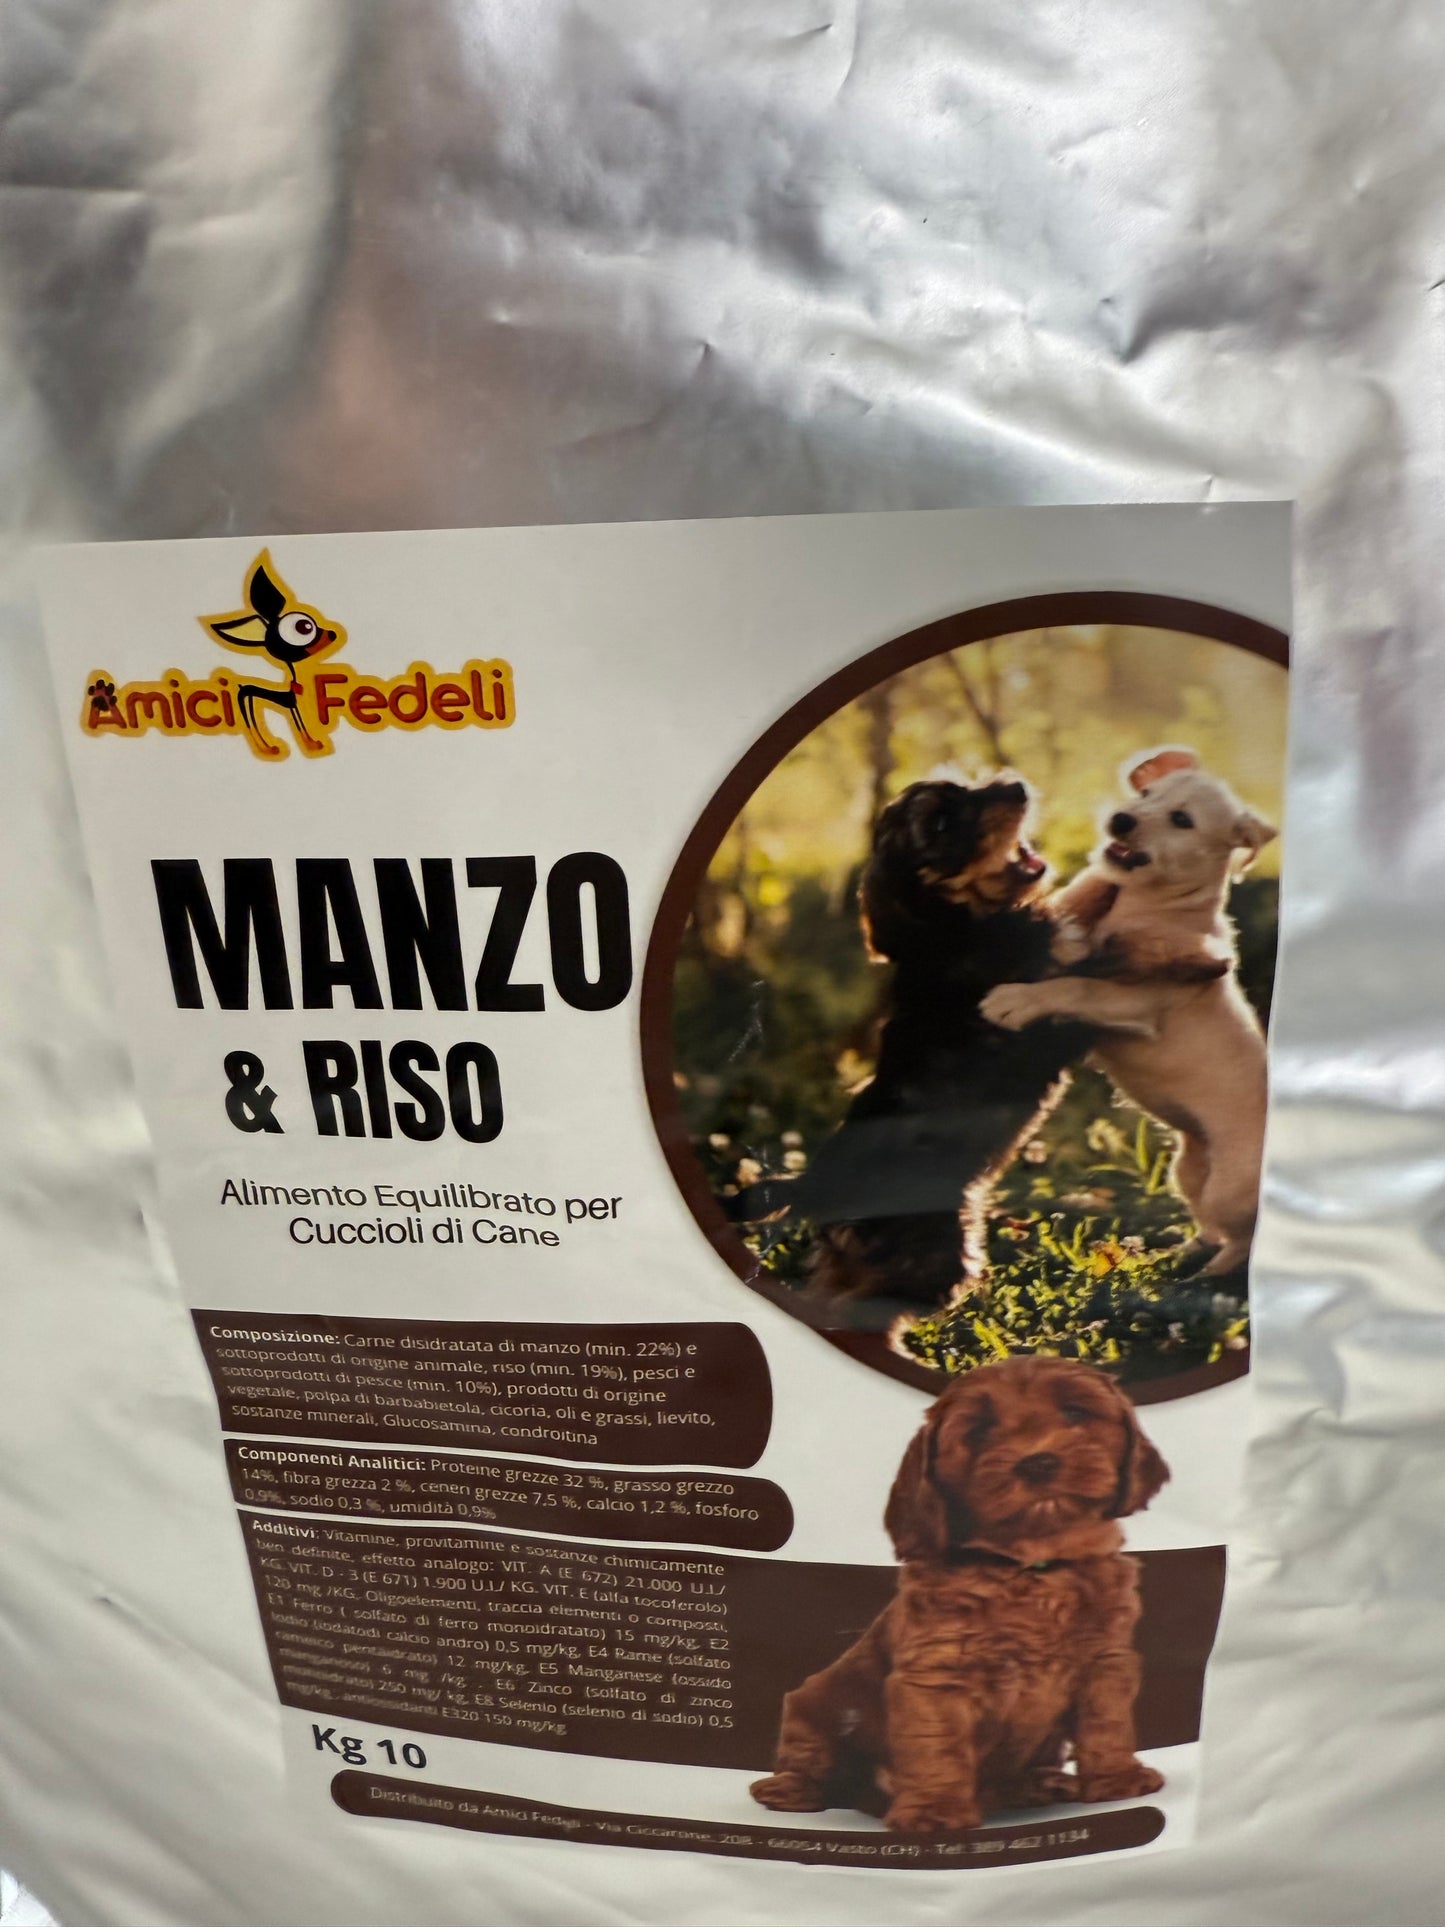 Amici Fedeli
MANZO
& RISO
Alimento Equilibrato per
Cuccioli di Cane
Composizione: Carne disidratata di manzo (min. 22%) e
sottoprodotti di origine animale, riso (min. 19%), pesci e
sottoprodotti di pesce (min. 10%), prodotti di origine
vegetale, polpa di barbabietola, cicoria, oli e grassi, lievito,
sostanze minerali, Glucosamina, condroitina
Componenti Analitici: Proteine grezze 32 %, grasso grezzo
14%, fibra grezza 2 %, ceneri grezze 7.5 %, calcio 1,2 %, fosforo
0,9%, sodio 0,3 %, umidità 0,9%
Additivi: Vitamine, provitamine e sostanze chimicamente
ben definite, effetto analogo: VIT. A (E 672) 21.000 U.I./
KG. VIT. D - 3 (E 671) 1.900 U.I./ KG. VIT. E (alfa tocoferolo)
120 mg /KG. Oligoelementi, traccia elementi o composti.
E1 Ferro ( solfato di ferro monoidratato) 15 mg/kg, E2
Iodio (iodatodi calcio andro) 0,5 mg/kg, E4 Rame (solfato
rameico pentaidrato) 12 mg/kg, E5 Manganese (ossido
manganoso) 6 mg /kg . E6 Zinco (solfato di zinco
monoidrato) 250 mg/ kg, E8 Selenio (selenio di sodio) 0,5
mg/kg . antiossidanti E320 150 mg/kg
Kg 10
Distribuito da Amici Fedeli - Via Ciccarone, 208 - 66054 Vasto (CH) - Tel. 389 462 1134